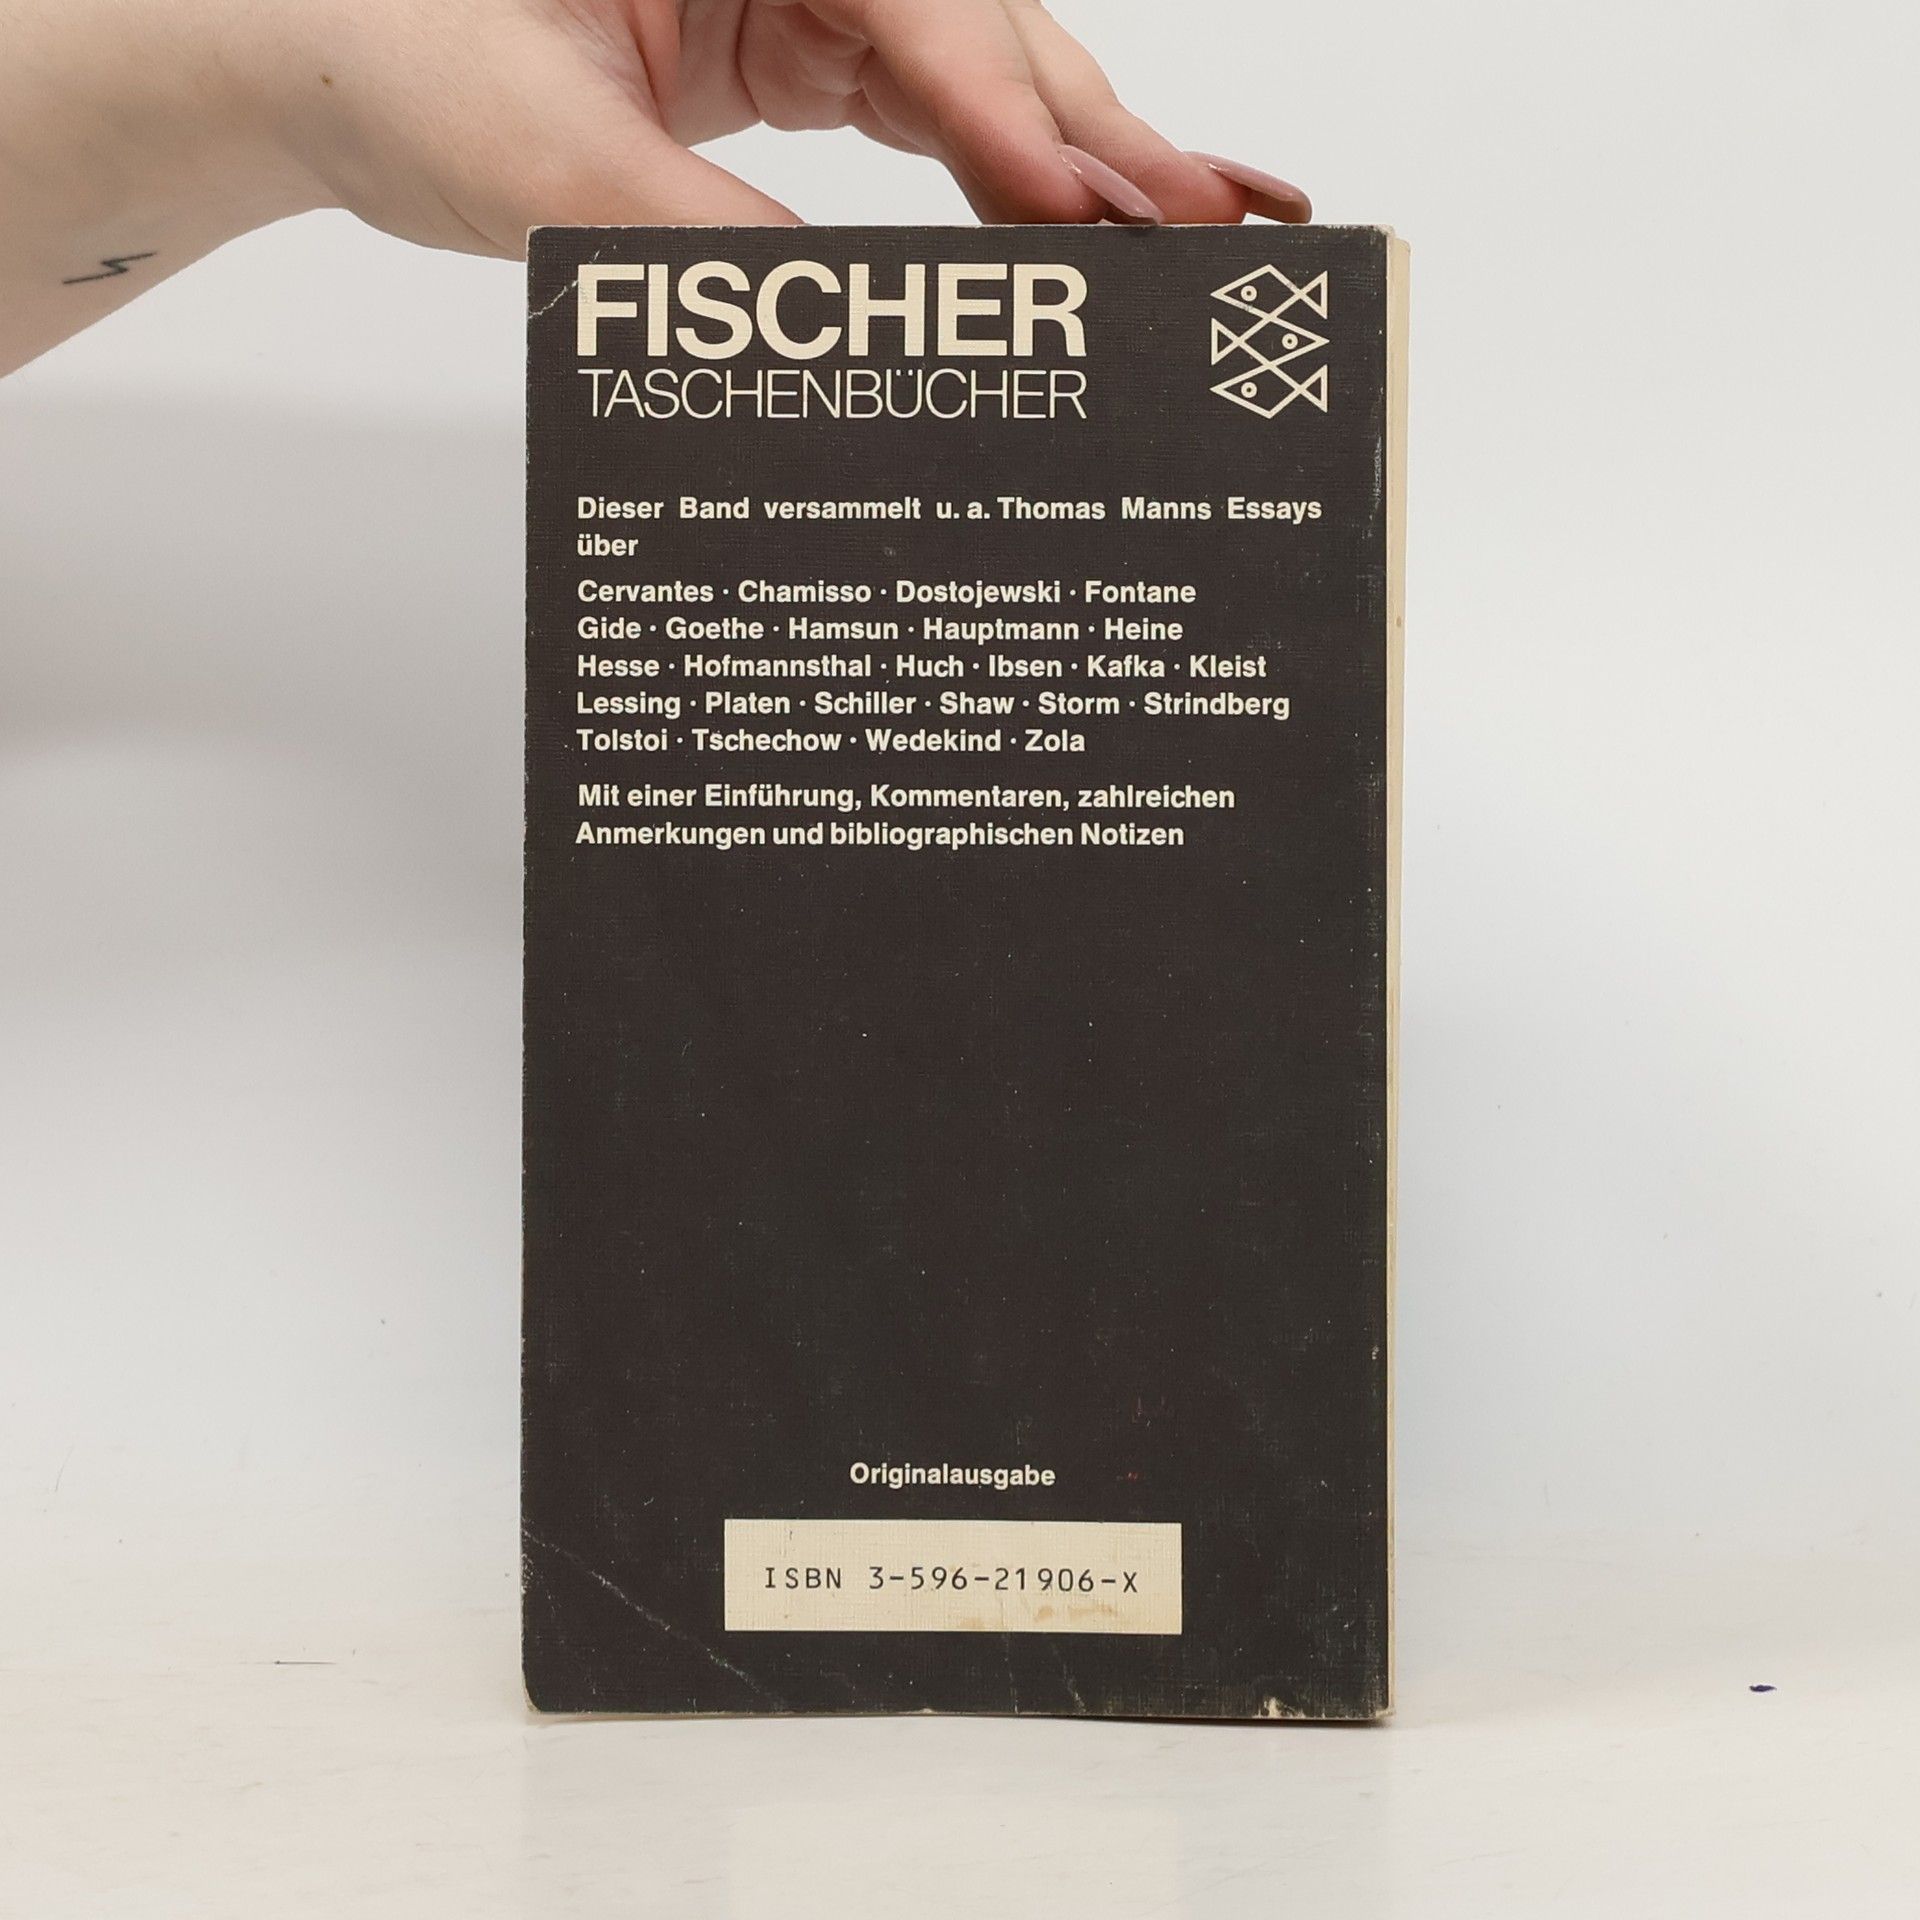 FISCHER
TASCHENBÜCHER
Dieser Band versammelt u. a. Thomas Manns Essays
über
Cervantes · Chamisso · Dostojewski · Fontane
Gide · Goethe · Hamsun · Hauptmann · Heine
Hesse · Hofmannsthal · Huch · Ibsen · Kafka · Kleist
Lessing · Platen · Schiller · Shaw · Storm · Strindberg
Tolstoi · Tschechow · Wedekind · Zola
Mit einer Einführung, Kommentaren, zahlreichen
Anmerkungen und bibliographischen Notizen
Originalausgabe
ISBN 3-596-21906-X